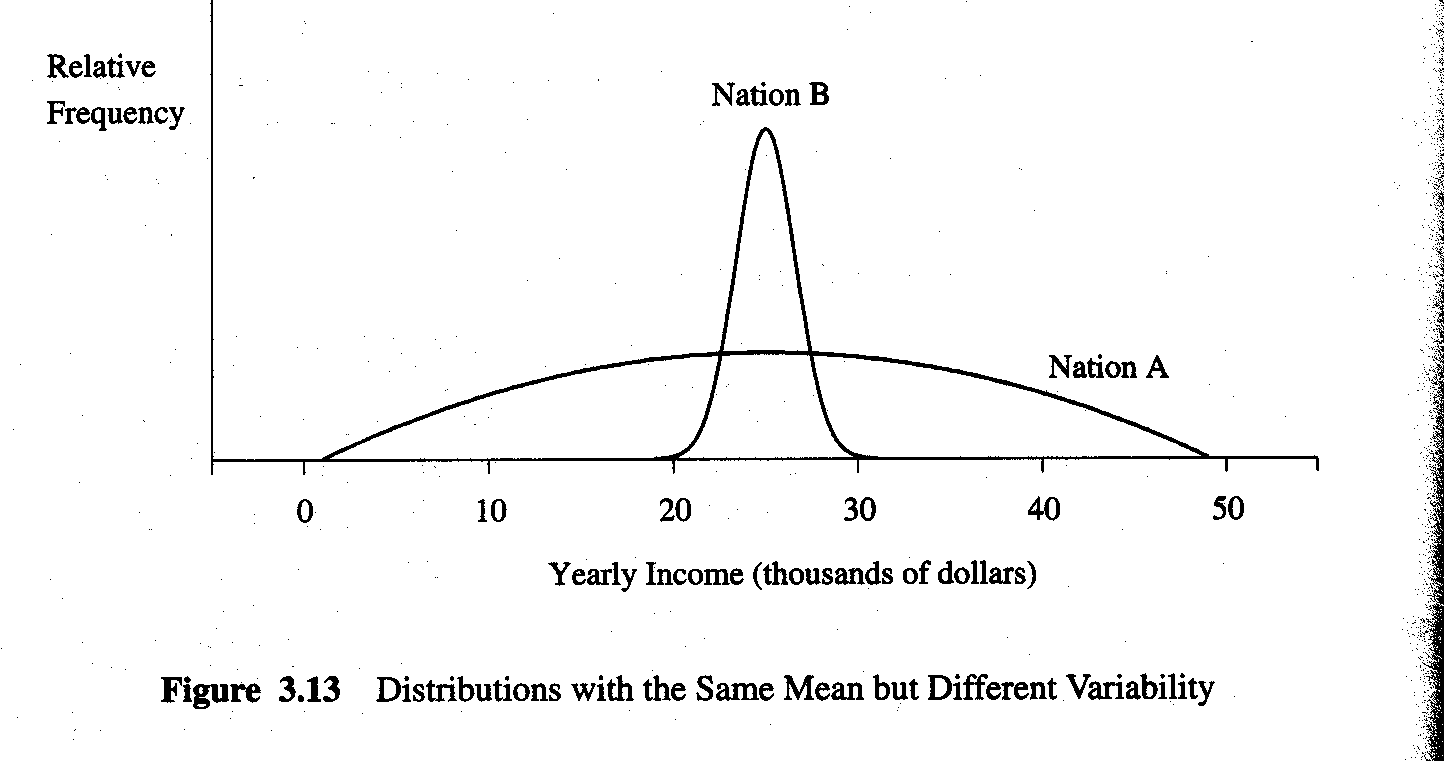 Relative
Frequency
Nation B
Nation A
0 10 20 30 40 50
Yearly Income (thousands of dollars)
Figure 3.13 Distributions with the Same Mean but Different Variability